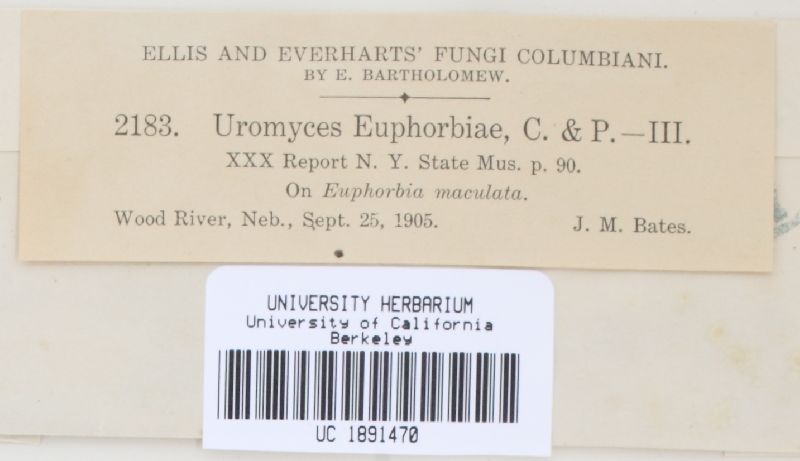 ELLIS AND EVERHARTS' FUNGI COLUMBIANI.
BY E. BARTHOLOMEW.
2183. Uromyces Euphorbiae, C. & P.—III.
XXX Report N. Y. State Mus. p. 90.
On Euphorbia maculata.
Wood River, Neb., Sept. 25, 1905. J. M. Bates.
UNIVERSITY HERBARIUM
University of California
Berkeley
UC 1891470